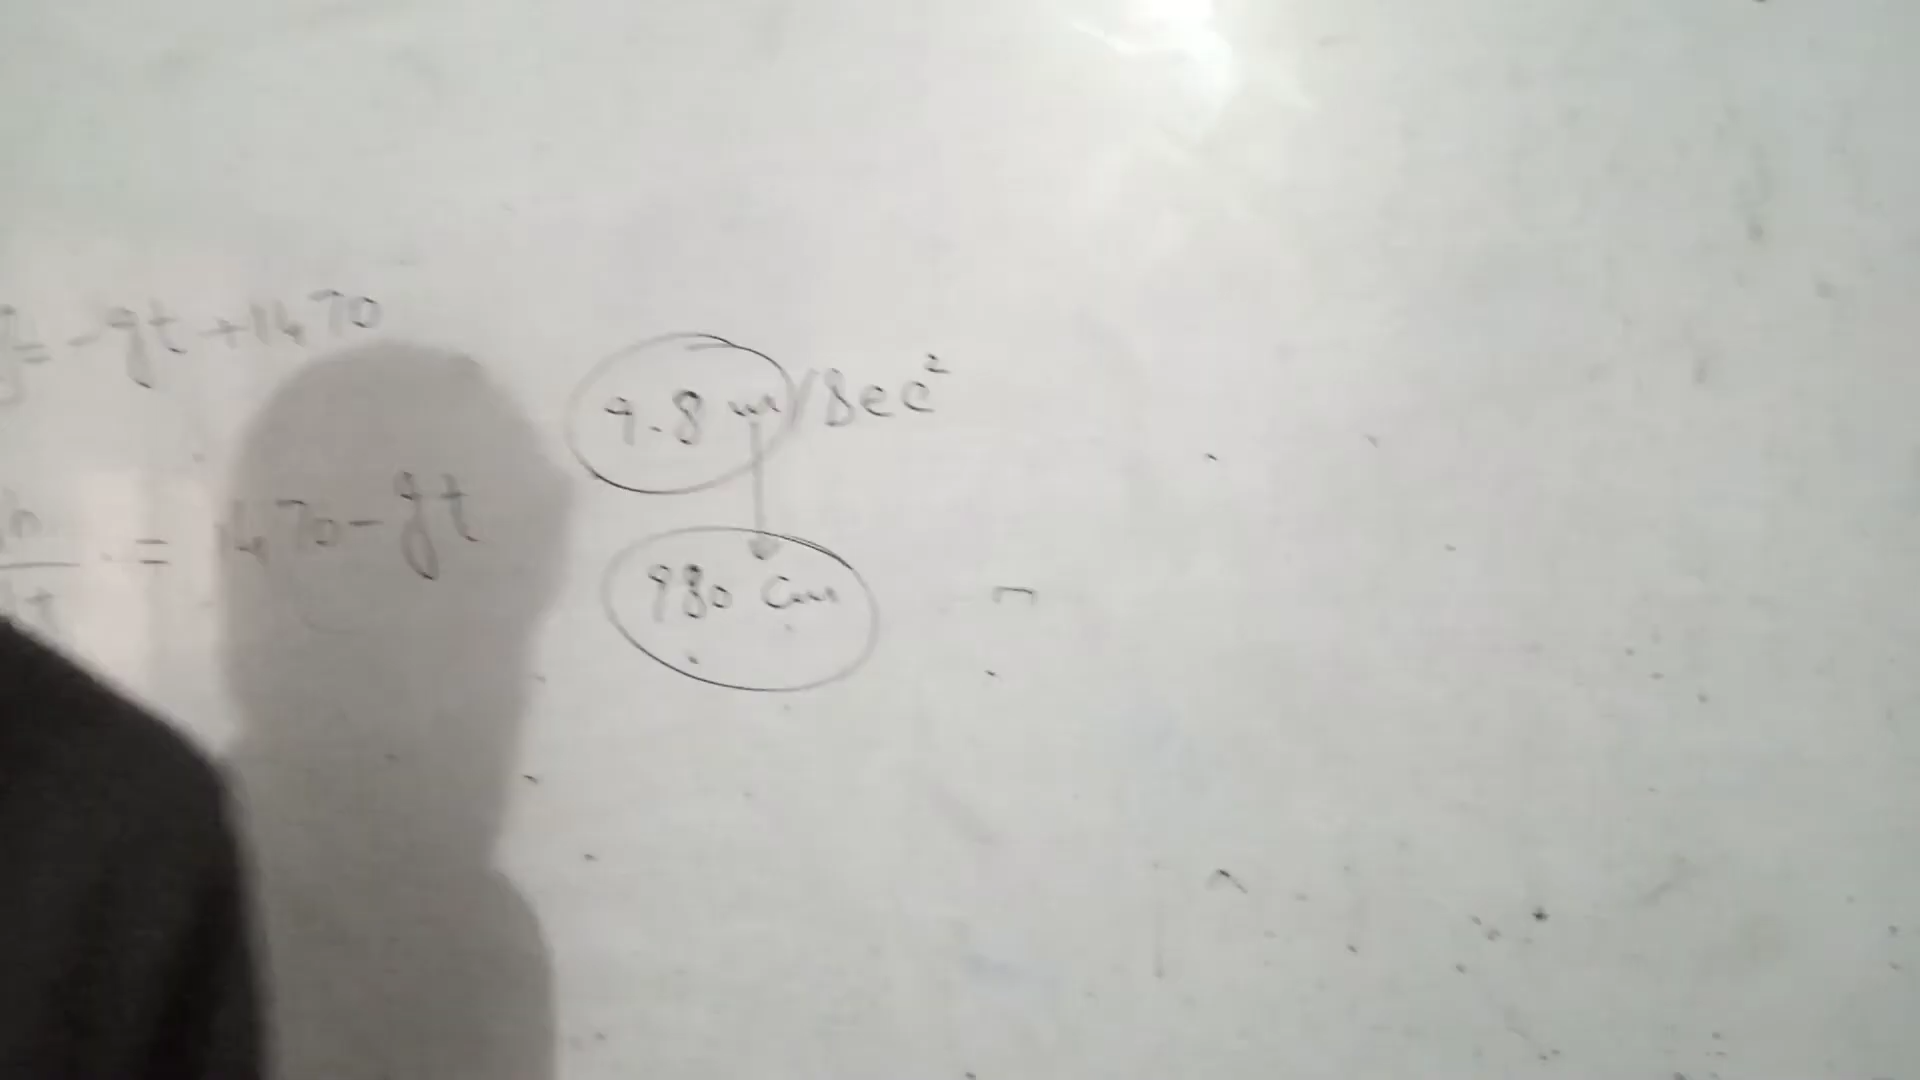 = -gt +1470
= 1470 - gt
9.8 m/Sec²
980 cm